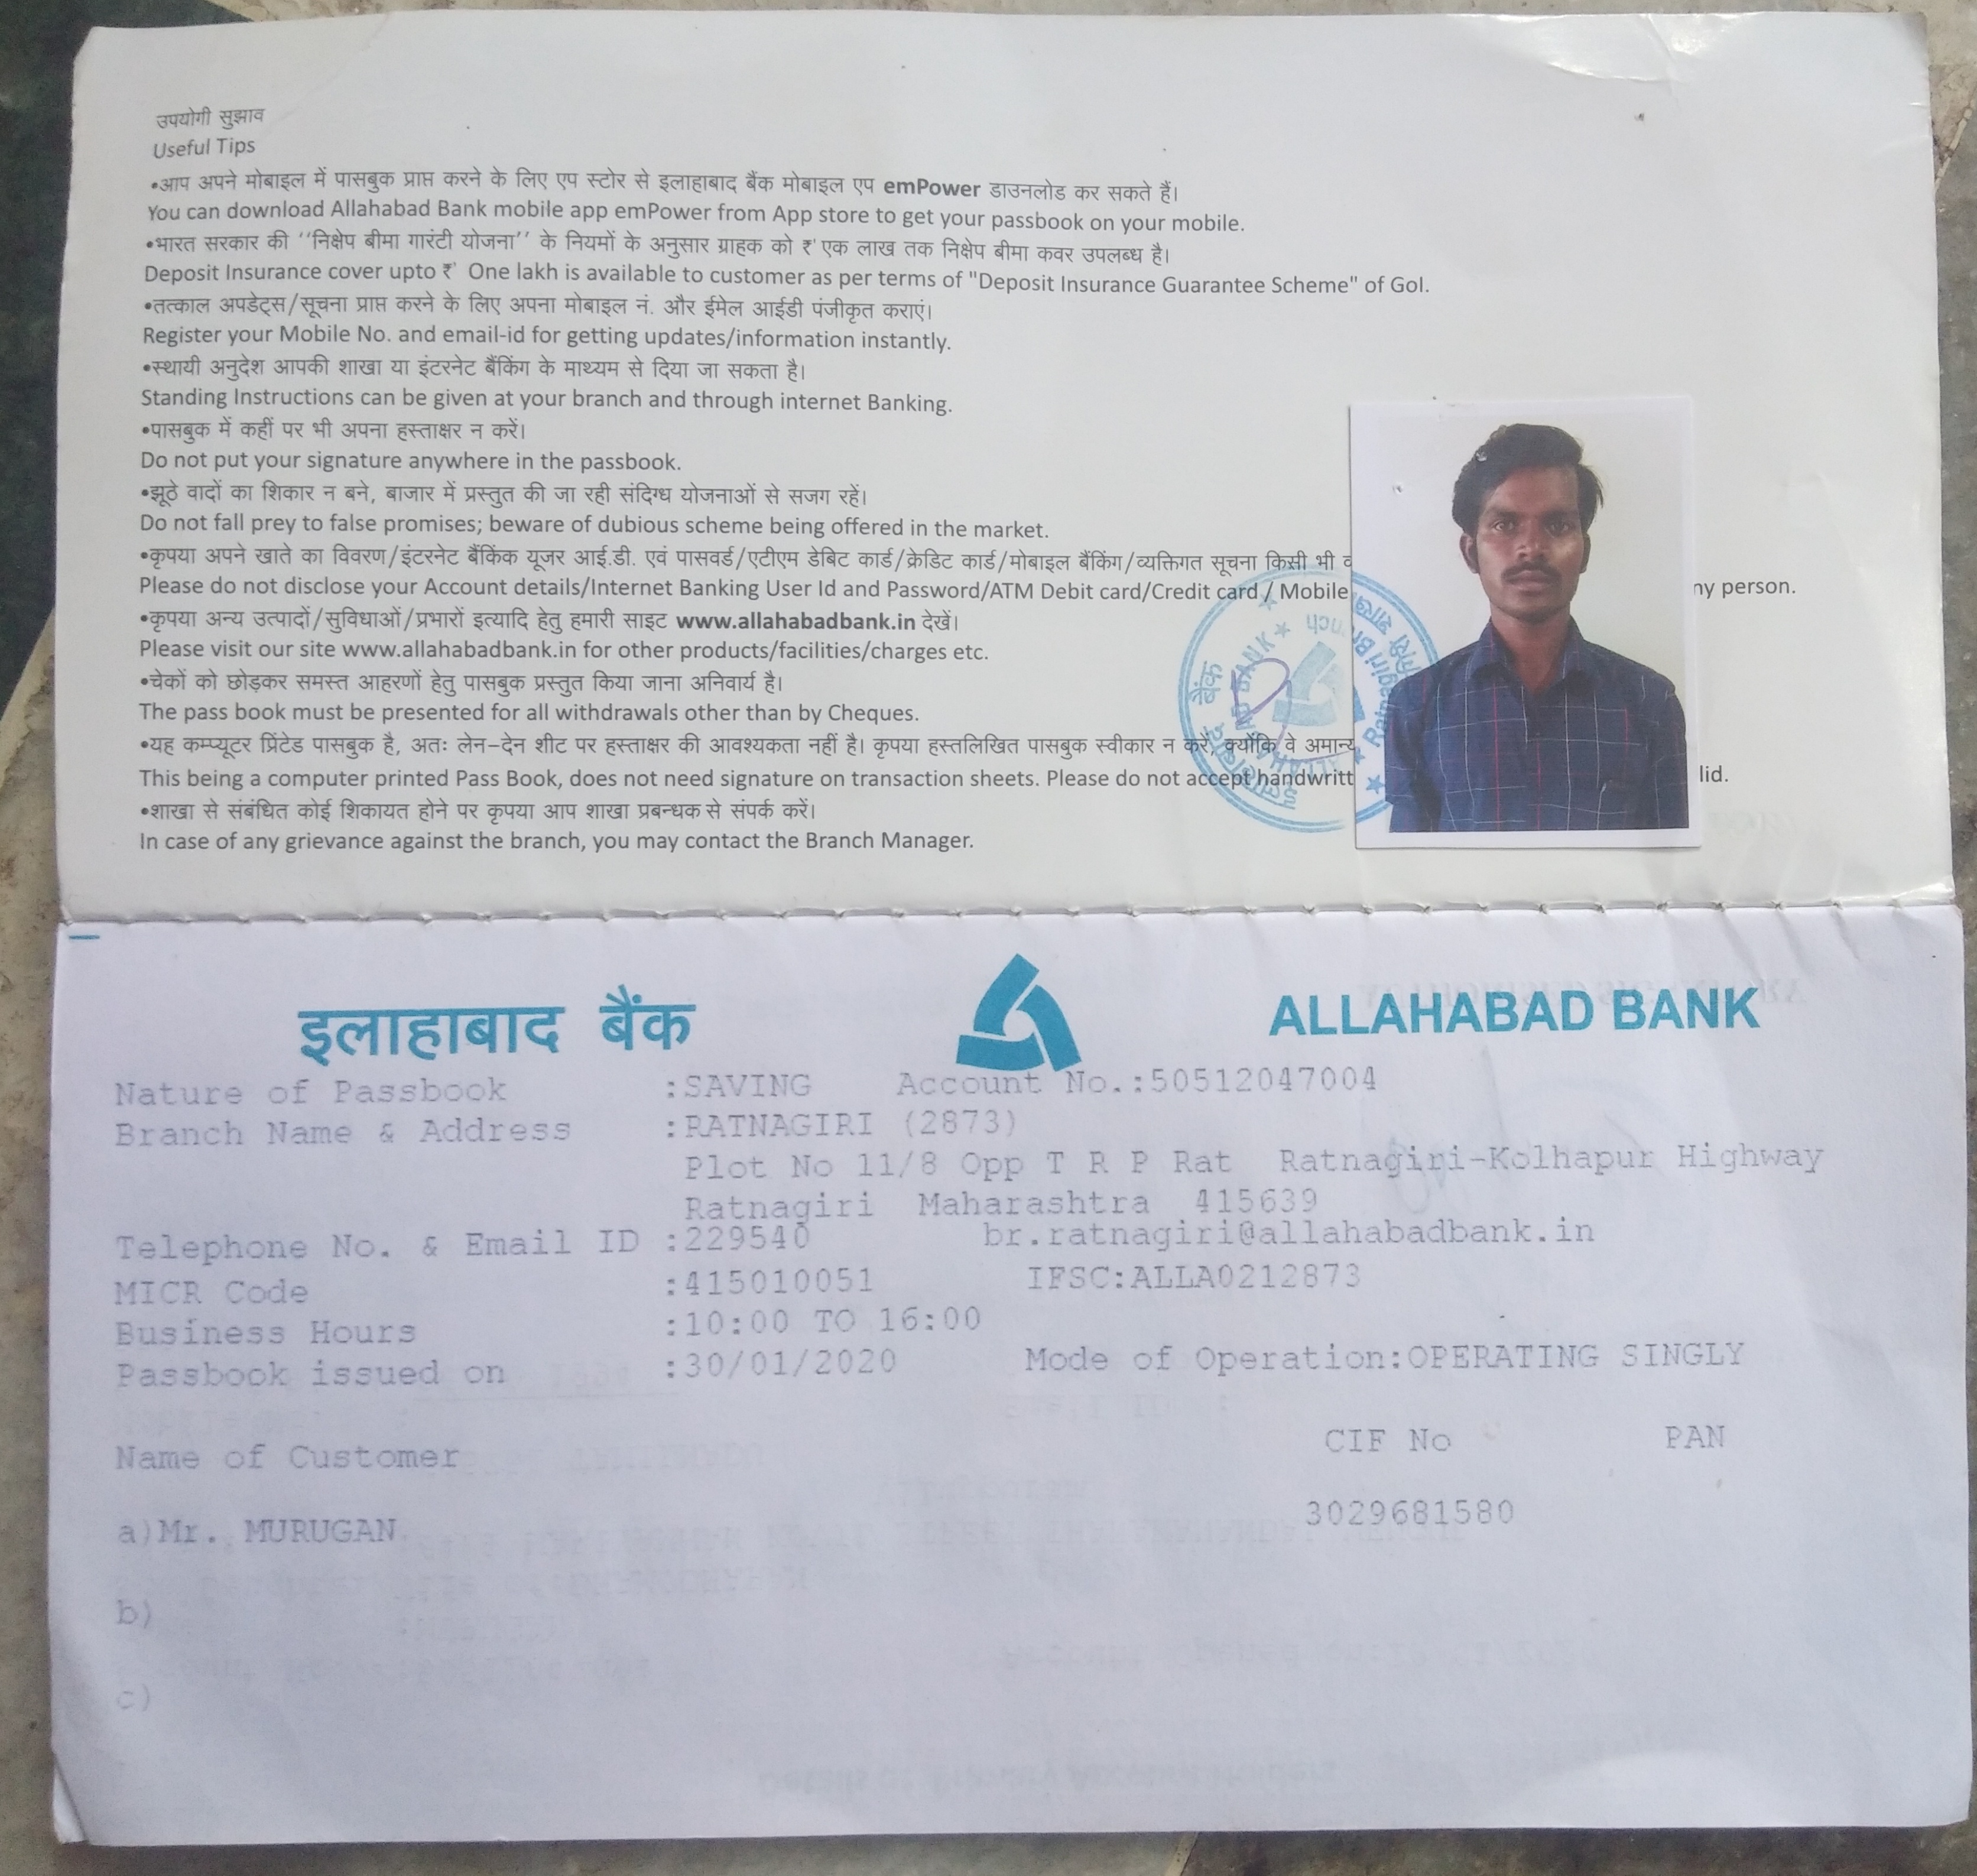 उपयोगी सुझाव
Useful Tips
•आप अपने मोबाइल में पासबुक प्राप्त करने के लिए एप स्टोर से इलाहाबाद बैंक मोबाइल एप emPower डाउनलोड कर सकते हैं।
You can download Allahabad Bank mobile app emPower from App store to get your passbook on your mobile.
•भारत सरकार की ‘‘निक्षेप बीमा गारंटी योजना’’ के नियमों के अनुसार ग्राहक को ₹ एक लाख तक निक्षेप बीमा कवर उपलब्ध है।
Deposit Insurance cover upto ₹ One lakh is available to customer as per terms of "Deposit Insurance Guarantee Scheme" of GoI.
•तत्काल अपडेट्स/सूचना प्राप्त करने के लिए अपना मोबाइल नं. और ईमेल आईडी पंजीकृत कराएं।
Register your Mobile No. and email-id for getting updates/information instantly.
•स्थायी अनुदेश आपकी शाखा या इंटरनेट बैंकिंग के माध्यम से दिया जा सकता है।
Standing Instructions can be given at your branch and through internet Banking.
•पासबुक में कहीं पर भी अपना हस्ताक्षर न करें।
Do not put your signature anywhere in the passbook.
•झूठे वादों का शिकार न बने, बाजार में प्रस्तुत की जा रही संदिग्ध योजनाओं से सजग रहें।
Do not fall prey to false promises; beware of dubious scheme being offered in the market.
•कृपया अपने खाते का विवरण/इंटरनेट बैंकिंक यूजर आई.डी. एवं पासवर्ड/एटीएम डेबिट कार्ड/क्रेडिट कार्ड/मोबाइल बैंकिंग/व्यक्तिगत सूचना किसी भी
Please do not disclose your Account details/Internet Banking User Id and Password/ATM Debit card/Credit card / Mobile ny person.
•कृपया अन्य उत्पादों/सुविधाओं/प्रभारों इत्यादि हेतु हमारी साइट www.allahabadbank.in देखें।
Please visit our site www.allahabadbank.in for other products/facilities/charges etc.
•चेकों को छोड़कर समस्त आहरणों हेतु पासबुक प्रस्तुत किया जाना अनिवार्य है।
The pass book must be presented for all withdrawals other than by Cheques.
•यह कम्प्यूटर प्रिंटेड पासबुक है, अतः लेन-देन शीट पर हस्ताक्षर की आवश्यकता नहीं है। कृपया हस्तलिखित पासबुक स्वीकार न करें, क्योंकि वे अमान्य
This being a computer printed Pass Book, does not need signature on transaction sheets. Please do not accept handwritt lid.
•शाखा से संबंधित कोई शिकायत होने पर कृपया आप शाखा प्रबन्धक से संपर्क करें।
In case of any grievance against the branch, you may contact the Branch Manager.
बैंक
ALLAHABAD BANK
Ratnagiri Br nch
इलाहाबाद बैंक ALLAHABAD BANK
Nature of Passbook :SAVING Account No.:50512047004
Branch Name & Address :RATNAGIRI (2873)
Plot No 11/8 Opp T R P Rat Ratnagiri-Kolhapur Highway
Ratnagiri Maharashtra 415639
Telephone No. & Email ID :229540 br.ratnagiri@allahabadbank.in
MICR Code :415010051 IFSC:ALLA0212873
Business Hours :10:00 TO 16:00
Passbook issued on :30/01/2020 Mode of Operation:OPERATING SINGLY
Name of Customer CIF No PAN
a)Mr. MURUGAN 3029681580
b)
c)